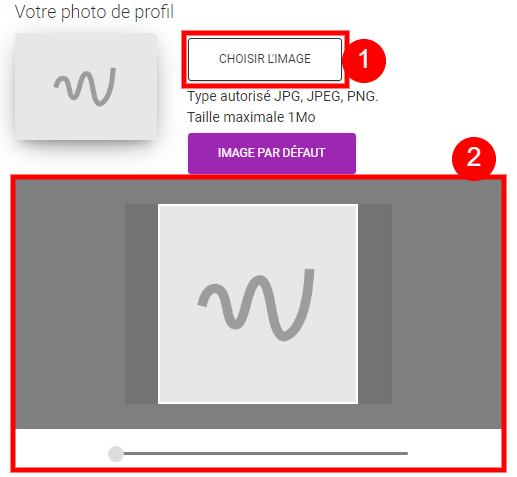 Votre photo de profil
CHOISIR L'IMAGE
1
Type autorisé JPG, JPEG, PNG.
Taille maximale 1Mo
IMAGE PAR DÉFAUT
2